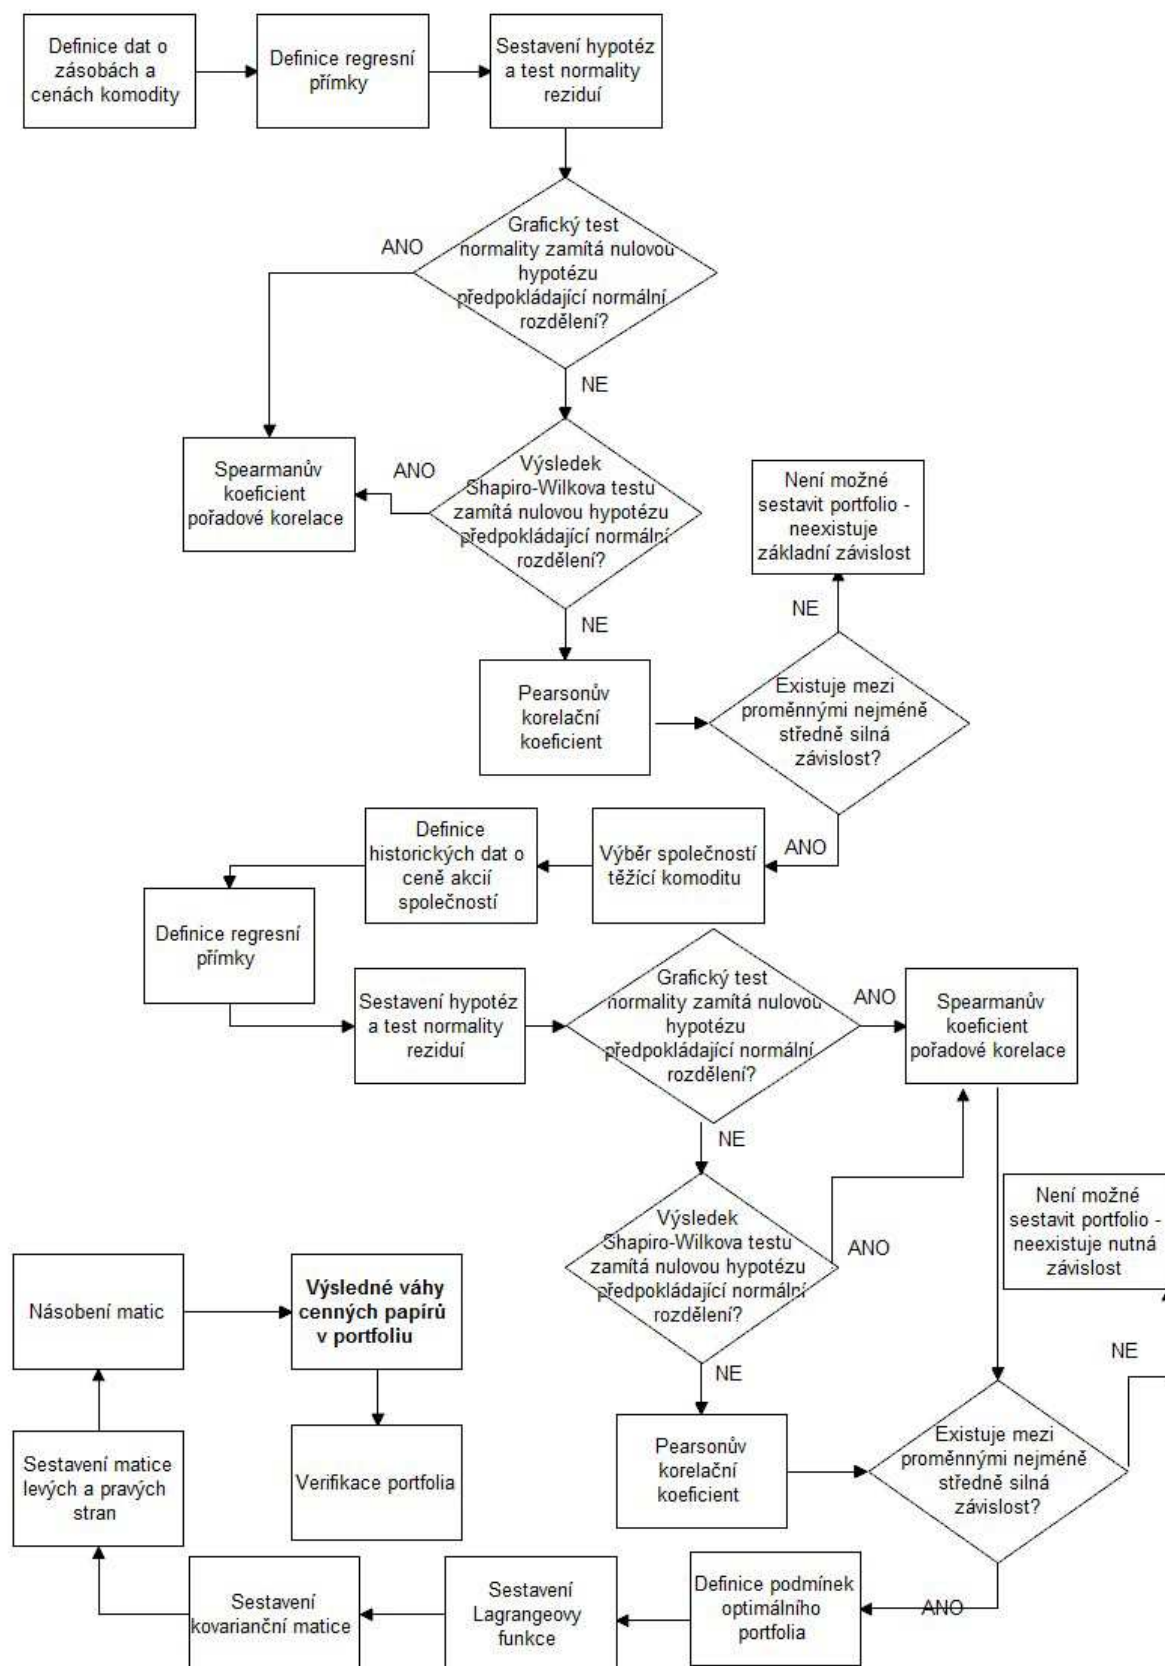 Definice dat o
zásobách a
cenách komodity
Definice regresní
přímky
Sestavení hypotéz
a test normality
reziduí
Grafický test
normality zamítá nulovou
hypotézu
předpokládající normální
rozdělení?
ANO
NE
Spearmanův
koeficient
pořadové korelace
ANO
Výsledek
Shapiro-Wilkova testu
zamítá nulovou hypotézu
předpokládající normální
rozdělení?
Není možné
sestavit portfolio -
neexistuje
základní závislost
NE
NE
Pearsonův
korelační
koeficient
Existuje mezi
proměnnými nejméně
středně silná
závislost?
Definice
historických dat o
ceně akcií
společností
Výběr společností
těžící komoditu
ANO
Definice regresní
přímky
Sestavení hypotéz
a test normality
reziduí
Grafický test
normality zamítá nulovou
hypotézu
předpokládající normální
rozdělení?
ANO
Spearmanův
koeficient
pořadové korelace
NE
Výsledek
Shapiro-Wilkova testu
zamítá nulovou hypotézu
předpokládající normální
rozdělení?
ANO
Není možné
sestavit portfolio -
neexistuje nutná
závislost
Násobení matic
Výsledné váhy
cenných papírů
v portfoliu
NE
NE
Sestavení matice
levých a pravých
stran
Verifikace portfolia
Pearsonův
korelační
koeficient
Existuje mezi
proměnnými nejméně
středně silná
závislost?
Sestavení
kovarianční matice
Sestavení
Lagrangeovy
funkce
Definice podmínek
optimálního
portfolia
ANO